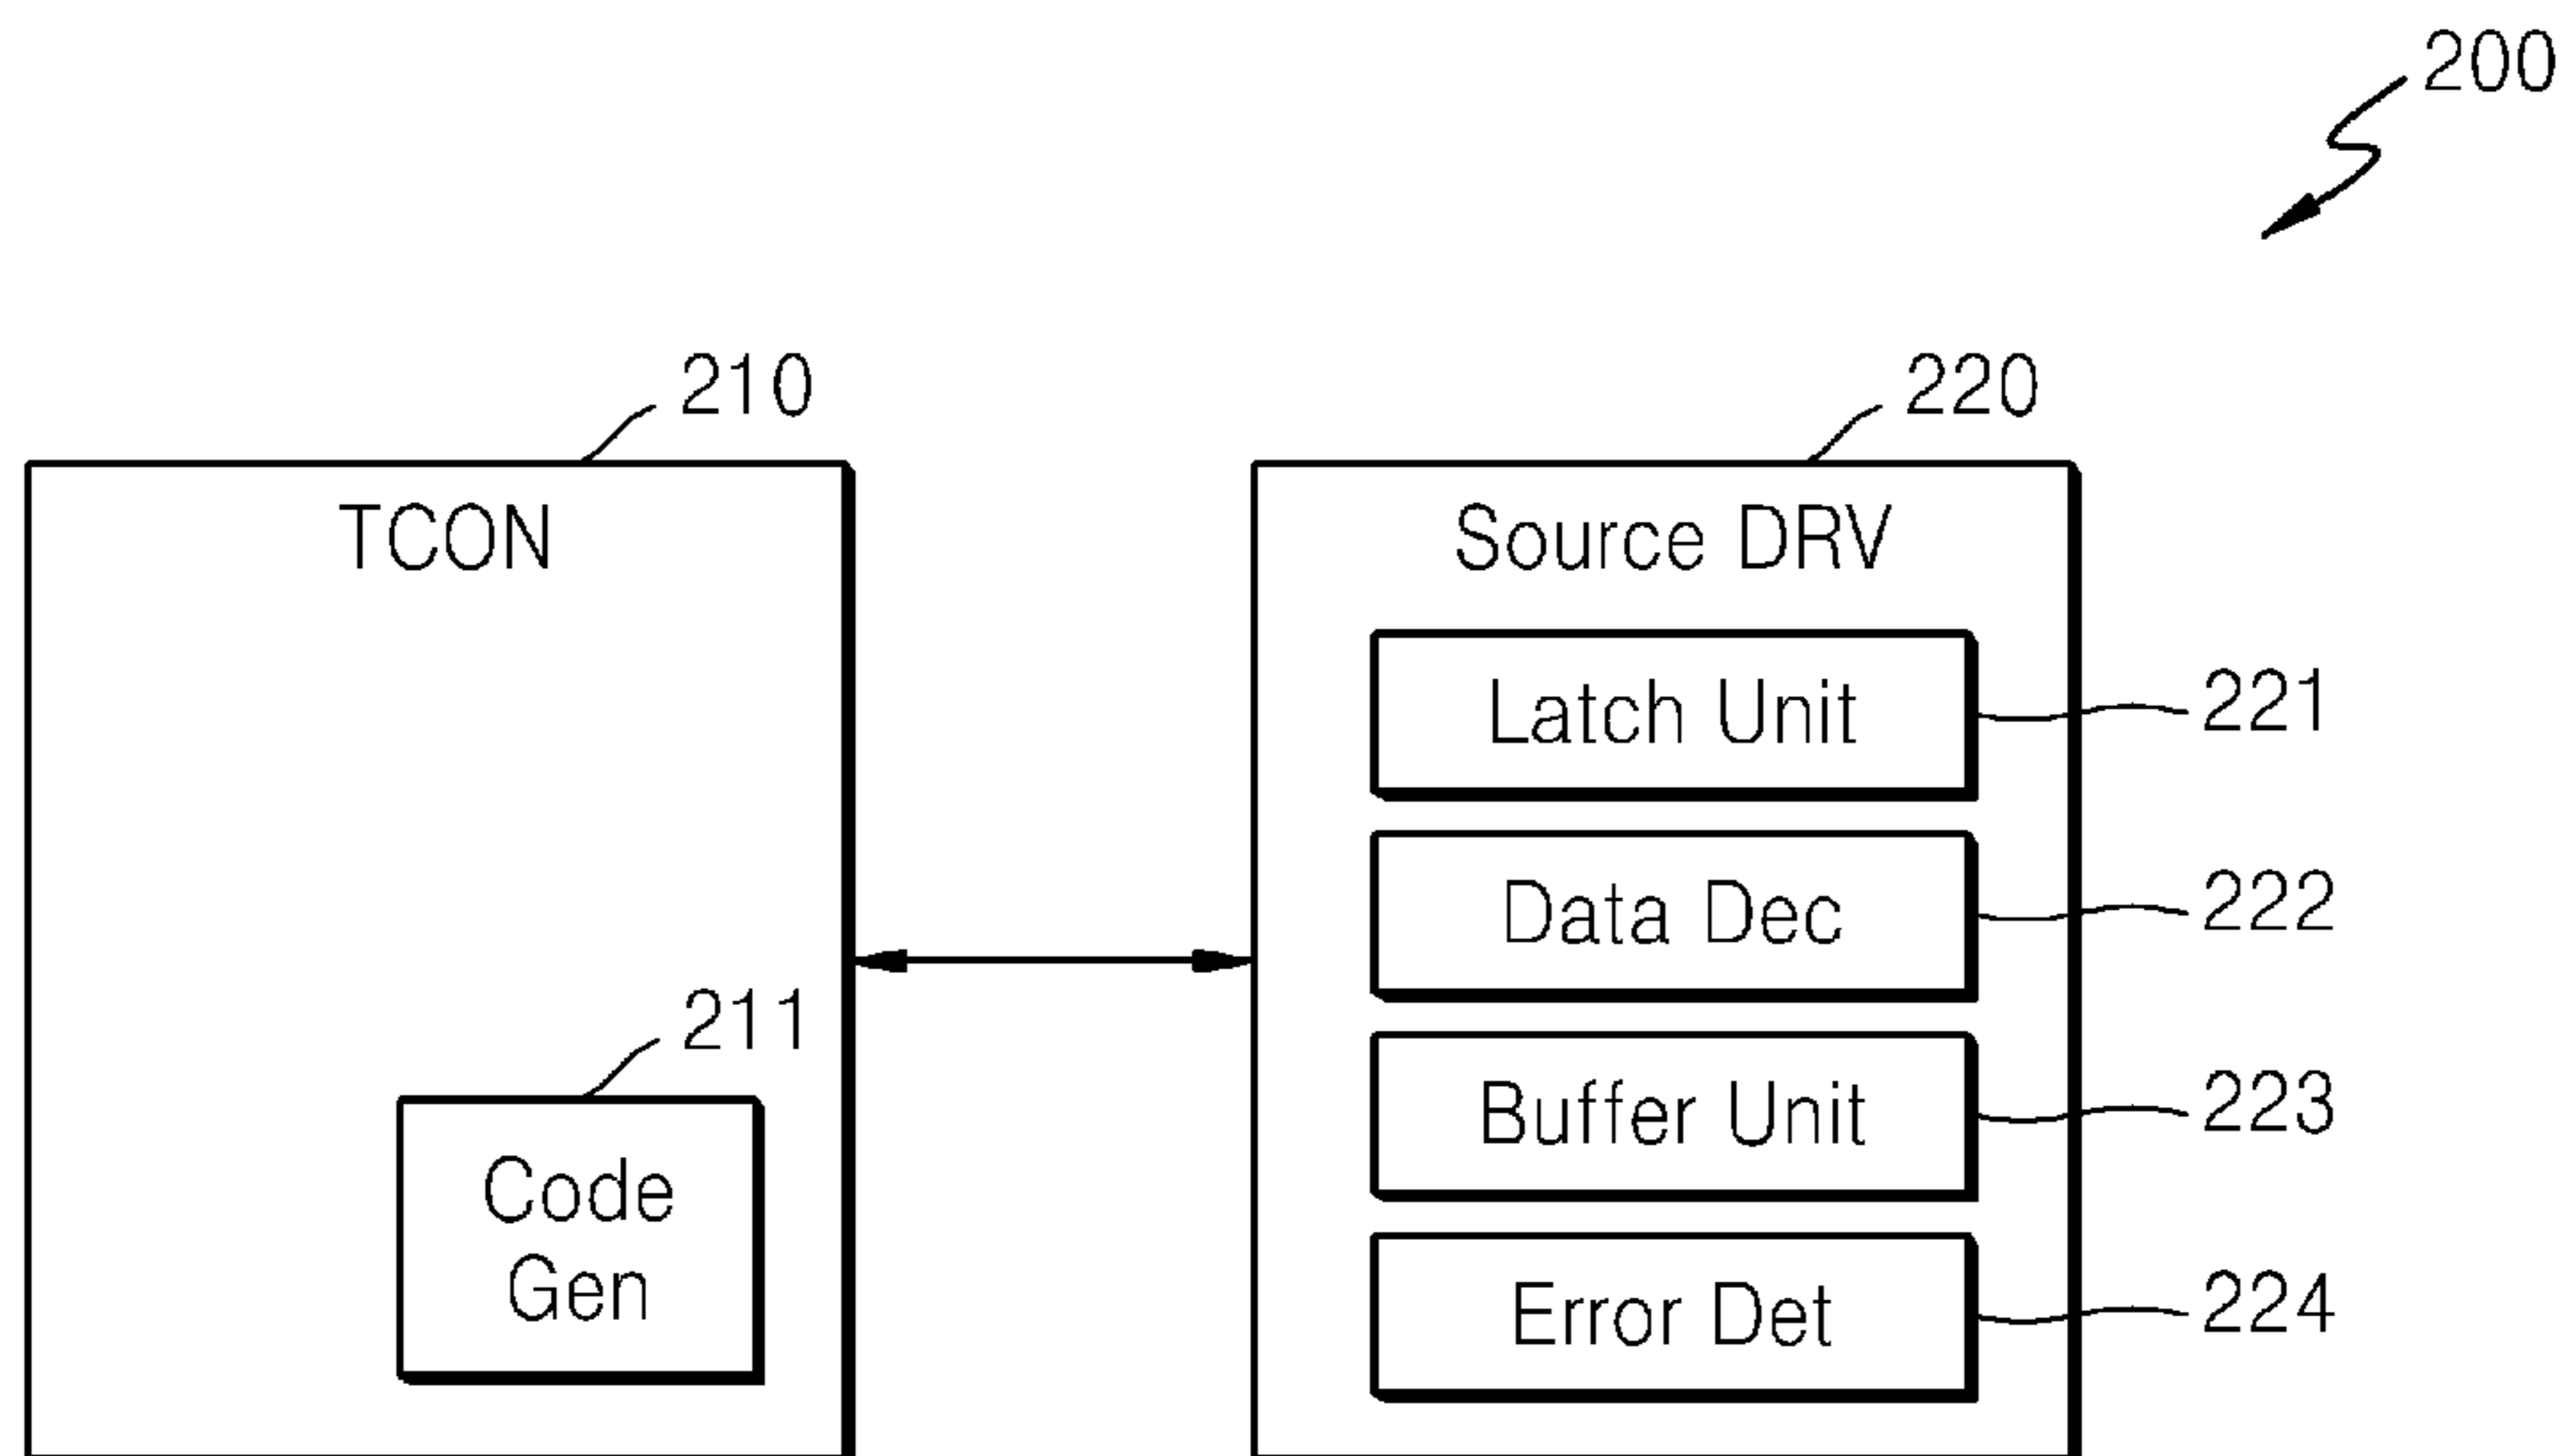 200
210
220
TCON
Source DRV
Latch Unit
221
Data Dec
222
211
Buffer Unit
223
Code
Gen
Error Det
224